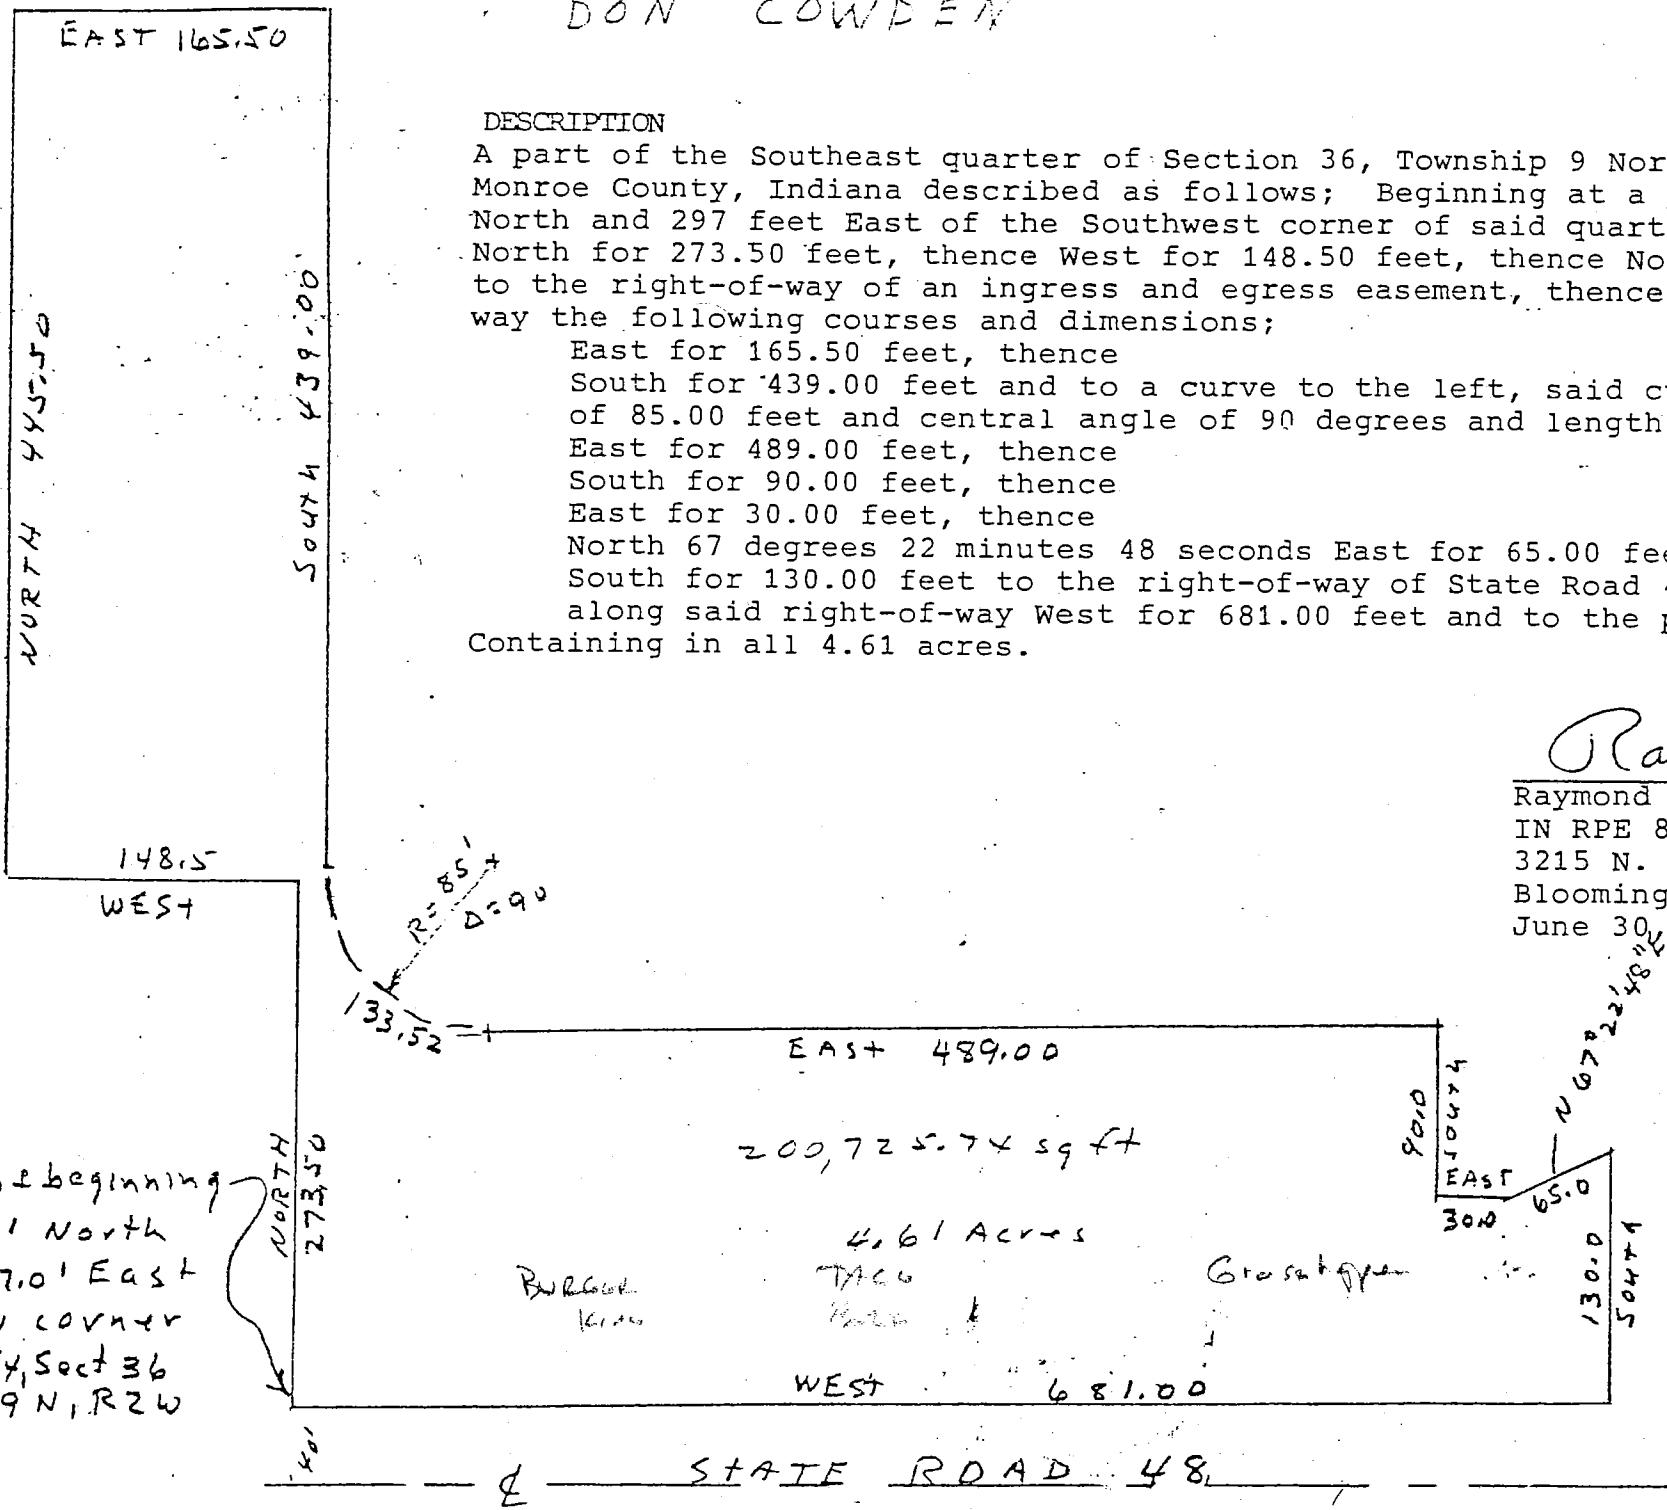 DON COWDEN
EAST 165.50
DESCRIPTION
A part of the Southeast quarter of Section 36, Township 9 Nor
Monroe County, Indiana described as follows; Beginning at a
North and 297 feet East of the Southwest corner of said quart
North for 273.50 feet, thence West for 148.50 feet, thence No
to the right-of-way of an ingress and egress easement, thence
way the following courses and dimensions;
East for 165.50 feet, thence
South for 439.00 feet and to a curve to the left, said c
of 85.00 feet and central angle of 90 degrees and length
East for 489.00 feet, thence
South for 90.00 feet, thence
East for 30.00 feet, thence
North 67 degrees 22 minutes 48 seconds East for 65.00 fee
South for 130.00 feet to the right-of-way of State Road
along said right-of-way West for 681.00 feet and to the p
Containing in all 4.61 acres.
NORTH 445.50
South 439.00'
Ra
Raymond
IN RPE 8
3215 N.
Blooming
June 30,
148.5
WEST
R=85'
Δ=90
133.52
EAST 489.00
N 67° 22' 48" E
90.0
South
EAST
30.0
65.0
130.0
South
200,725.74 sq ft
4.61 Acres
NORTH
273.50
beginning
' North
7.0' East
corner
Sect 36
9 N, R2W
BURGER
King
TACO
WEST 681.00
40'
℄ STATE ROAD 48